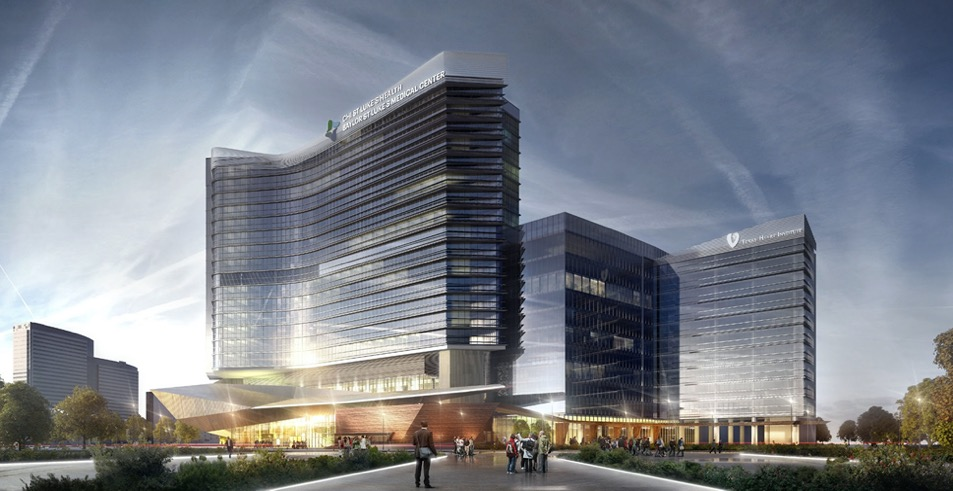 CHI ST LUKE'S HEALTH
BAYLOR ST LUKE'S MEDICAL CENTER
TEXAS HEART INSTITUTE